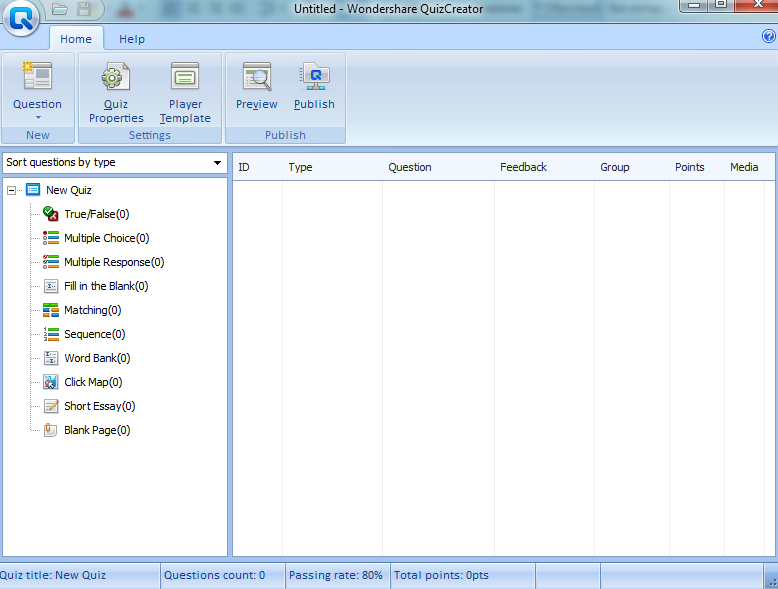 Untitled - Wondershare QuizCreator
Home Help
Question
Quiz Properties
Player Template
Preview
Publish
New
Settings
Publish
Sort questions by type
ID Type Question Feedback Group Points Media
New Quiz
True/False(0)
Multiple Choice(0)
Multiple Response(0)
Fill in the Blank(0)
Matching(0)
Sequence(0)
Word Bank(0)
Click Map(0)
Short Essay(0)
Blank Page(0)
Quiz title: New Quiz Questions count: 0 Passing rate: 80% Total points: 0pts